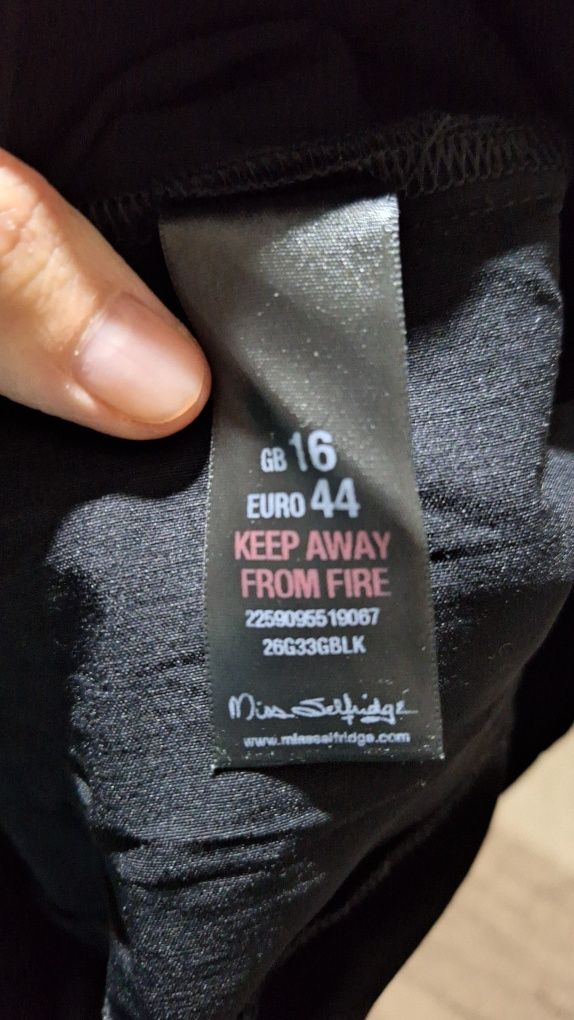 GB 16
EURO 44
KEEP AWAY
FROM FIRE
2259095519067
26G33GBLK
Miss Selfridge
www.missselfridge.com